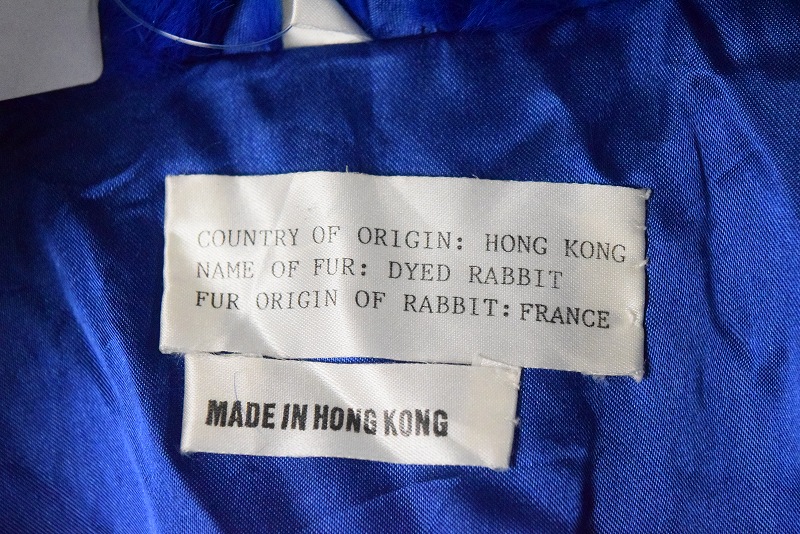 COUNTRY OF ORIGIN: HONG KONG
NAME OF FUR: DYED RABBIT
FUR ORIGIN OF RABBIT: FRANCE
MADE IN HONG KONG